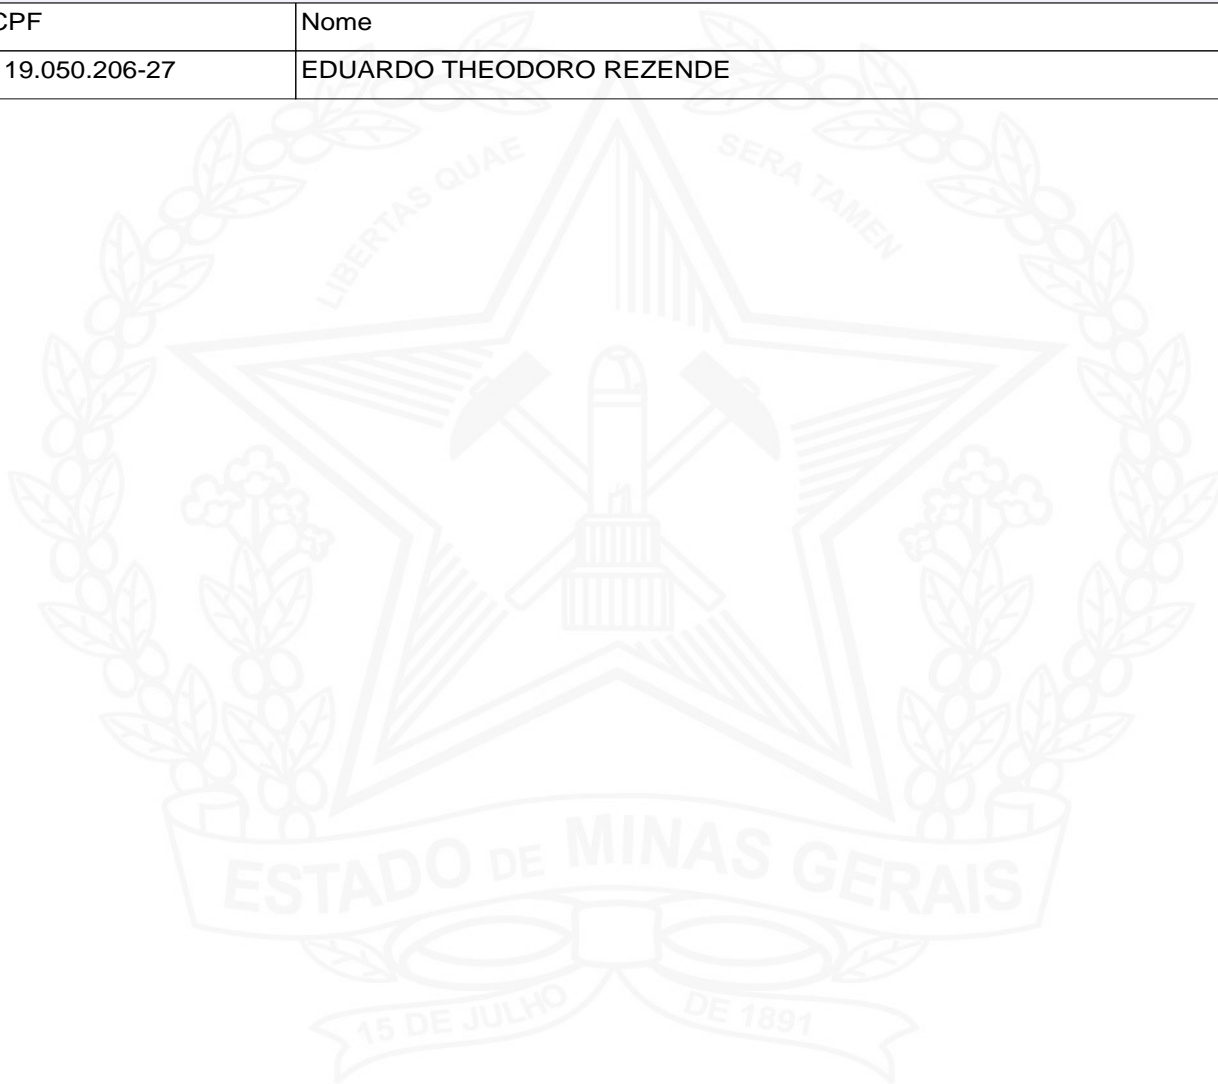 CPF Nome
19.050.206-27 EDUARDO THEODORO REZENDE
LIBERTAS QUAE SERA TAMEN
ESTADO DE MINAS GERAIS
15 DE JULHO DE 1891